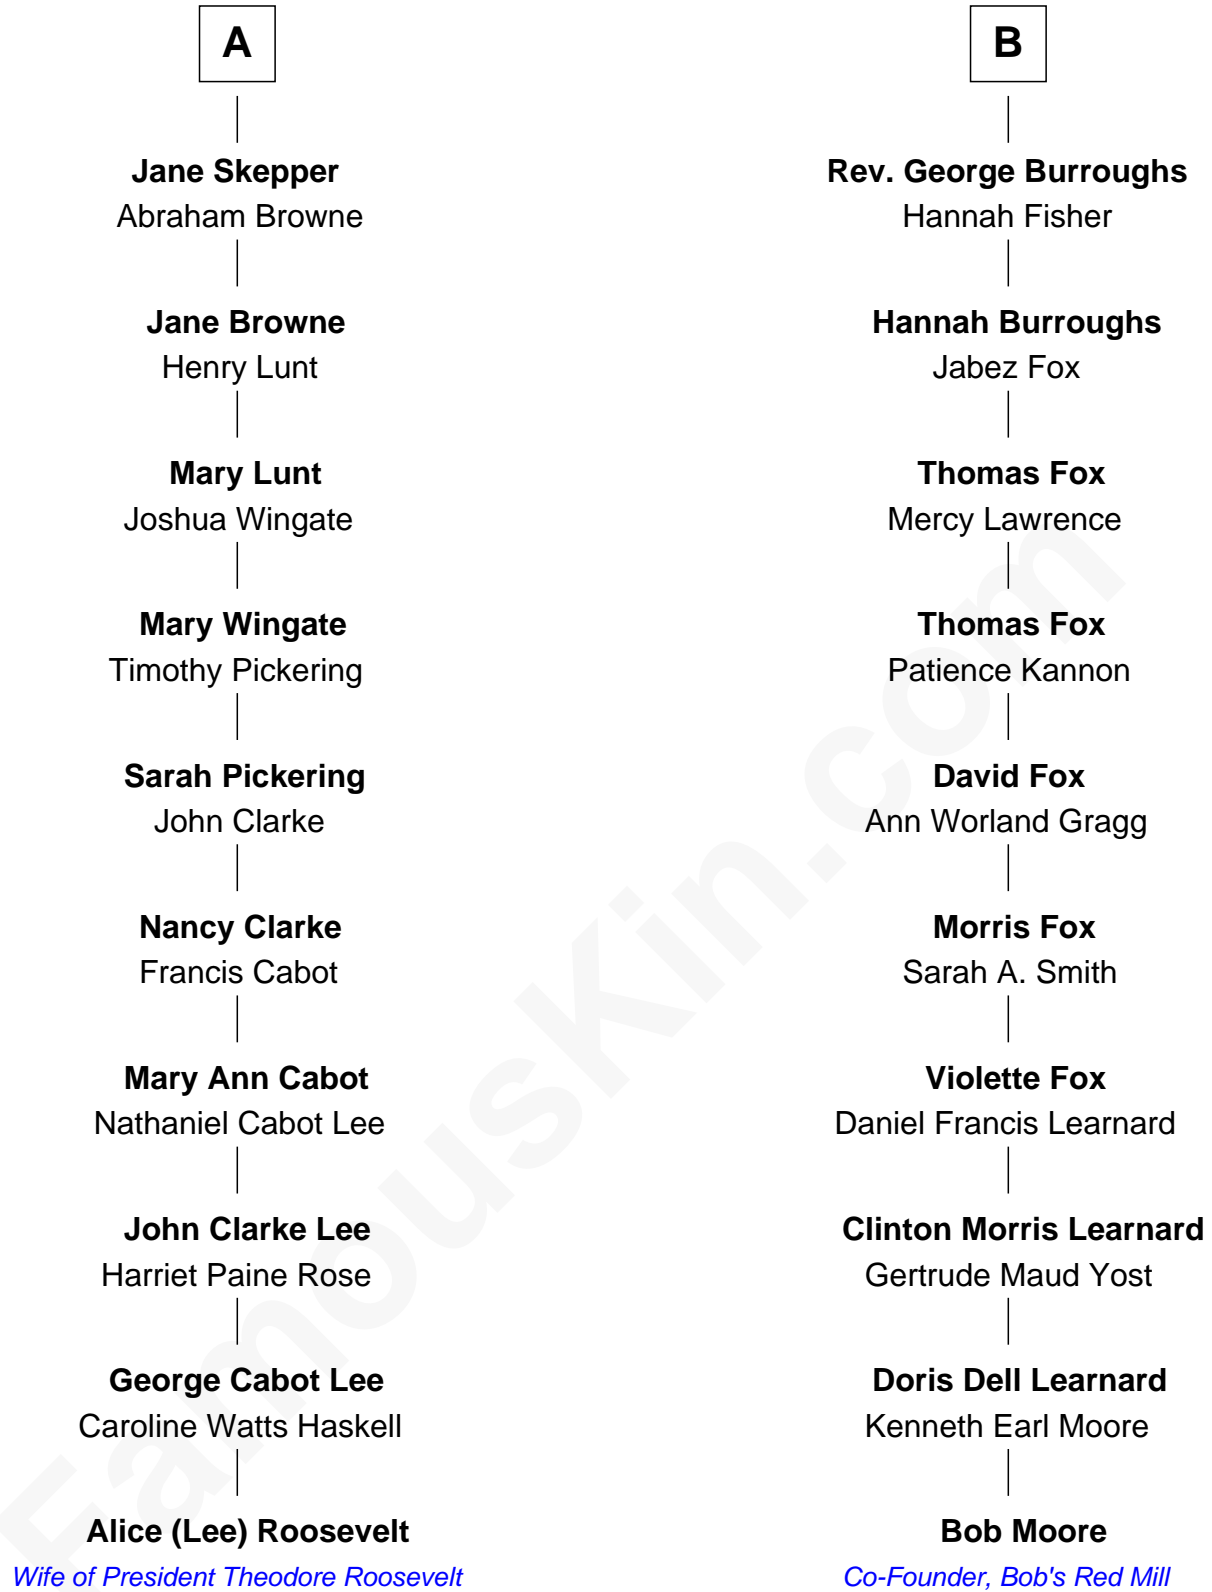 A
Jane Skepper
Abraham Browne
Jane Browne
Henry Lunt
Mary Lunt
Joshua Wingate
Mary Wingate
Timothy Pickering
Sarah Pickering
John Clarke
Nancy Clarke
Francis Cabot
Mary Ann Cabot
Nathaniel Cabot Lee
John Clarke Lee
Harriet Paine Rose
George Cabot Lee
Caroline Watts Haskell
Alice (Lee) Roosevelt
Wife of President Theodore Roosevelt
B
Rev. George Burroughs
Hannah Fisher
Hannah Burroughs
Jabez Fox
Thomas Fox
Mercy Lawrence
Thomas Fox
Patience Kannon
David Fox
Ann Worland Gragg
Morris Fox
Sarah A. Smith
Violette Fox
Daniel Francis Learnard
Clinton Morris Learnard
Gertrude Maud Yost
Doris Dell Learnard
Kenneth Earl Moore
Bob Moore
Co-Founder, Bob's Red Mill
FamousKin.com